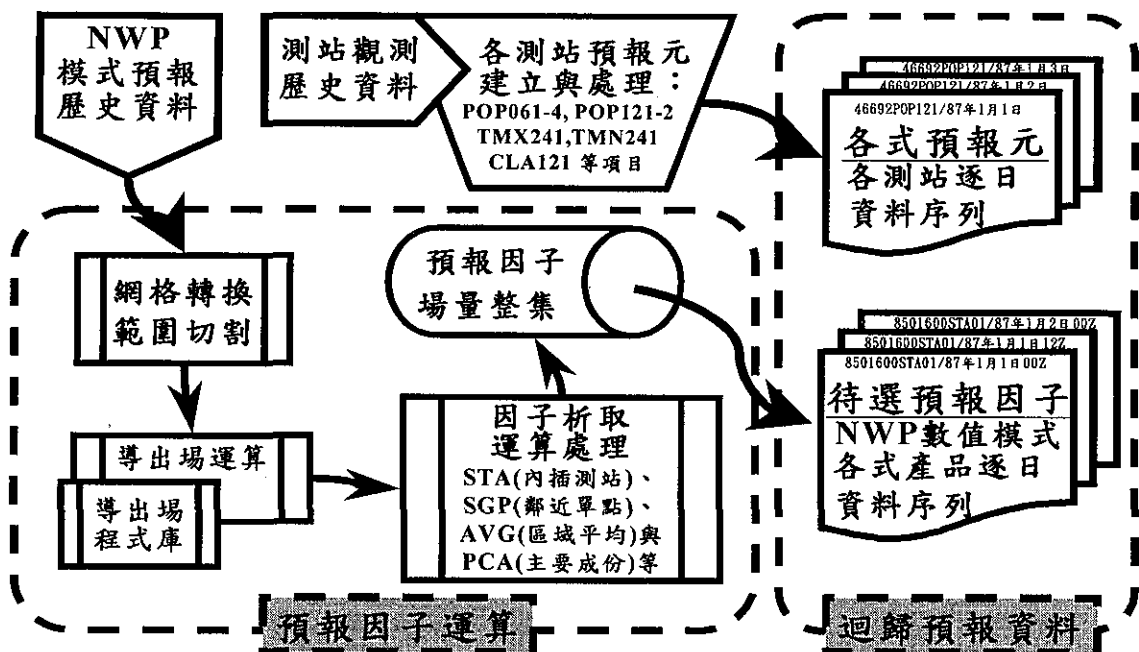 NWP
模式預報
歷史資料
測站觀測
歷史資料
各測站預報元
建立與處理：
POP061-4, POP121-2
TMX241,TMN241
CLA121 等項目
46692POP121/87年1月3日
46692POP121/87年1月2日
46692POP121/87年1月1日
各式預報元
各測站逐日
資料序列
網格轉換
範圍切割
導出場運算
導出場
程式庫
預報因子
場量整集
因子析取
運算處理
STA(內插測站)、
SGP(鄰近單點)、
AVG(區域平均)與
PCA(主要成份)等
8501600STA01/87年1月2日00Z
8501600STA01/87年1月1日12Z
8501600STA01/87年1月1日00Z
待選預報因子
NWP數值模式
各式產品逐日
資料序列
預報因子運算
迴歸預報資料